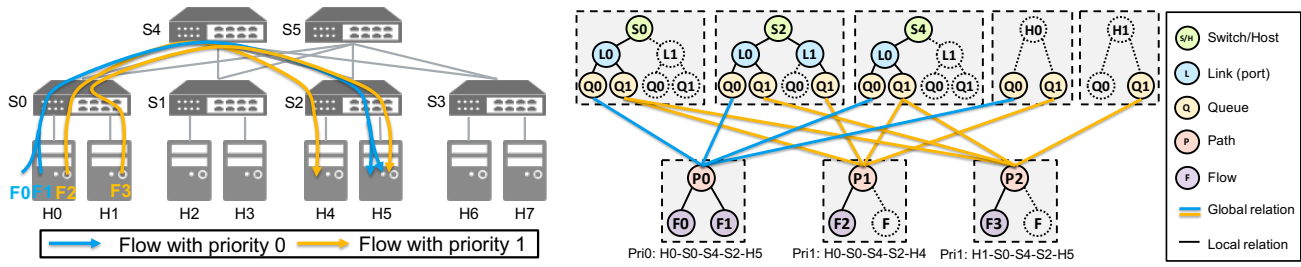 S4 S5
S0 S1 S2 S3
F0 F1 F2 F3
H0 H1 H2 H3 H4 H5 H6 H7
Flow with priority 0 Flow with priority 1
S0 S2 S4 H0 H1
L0 L1 L0 L1 L0 L1
Q0 Q1 Q0 Q1 Q0 Q1 Q0 Q1 Q0 Q1 Q0 Q1 Q0 Q1 Q0 Q1
P0 P1 P2
F0 F1 F2 F F3 F
Pri0: H0-S0-S4-S2-H5 Pri1: H0-S0-S4-S2-H4 Pri1: H1-S0-S4-S2-H5
S/H Switch/Host
L Link (port)
Q Queue
P Path
F Flow
Global relation
Local relation